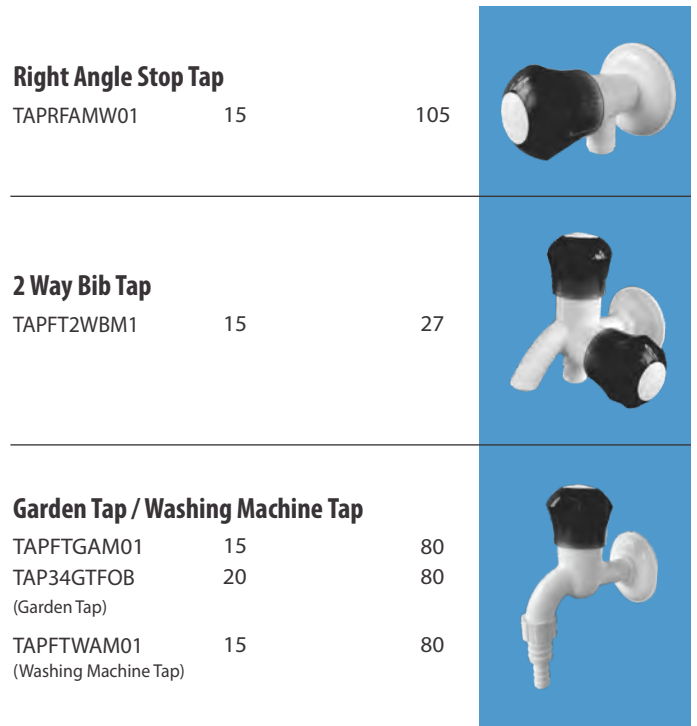 Right Angle Stop Tap
TAPRFAMW01 15 105
2 Way Bib Tap
TAPFT2WBM1 15 27
Garden Tap / Washing Machine Tap
TAPFTGAM01 15 80
TAP34GTFOB 20 80
(Garden Tap)
TAPFTWAM01 15 80
(Washing Machine Tap)